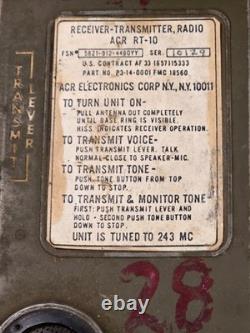 RECEIVER-TRANSMITTER, RADIO
ACR RT-10
FSN 5821-912-4480YY SER. 10129
U.S. CONTRACT AF 33 (657)15333
PART NO. P3-14-0001 FMC 18560
ACR ELECTRONICS CORP N.Y., N.Y. 10011
TO TURN UNIT ON-
PULL ANTENNA OUT COMPLETELY
UNTIL BASE RING IS VISIBLE.
HISS INDICATES RECEIVER OPERATION.
TO TRANSMIT VOICE-
PUSH TRANSMIT LEVER. TALK
NORMAL-CLOSE TO SPEAKER-MIC.
TO TRANSMIT TONE-
PUSH TONE BUTTON FROM TOP
DOWN TO STOP.
TO TRANSMIT & MONITOR TONE-
FIRST: PUSH TRANSMIT LEVER AND
HOLD - SECOND PUSH TONE BUTTON
DOWN TO STOP.
UNIT IS TUNED TO 243 MC
TRANSMIT
LEVER
28